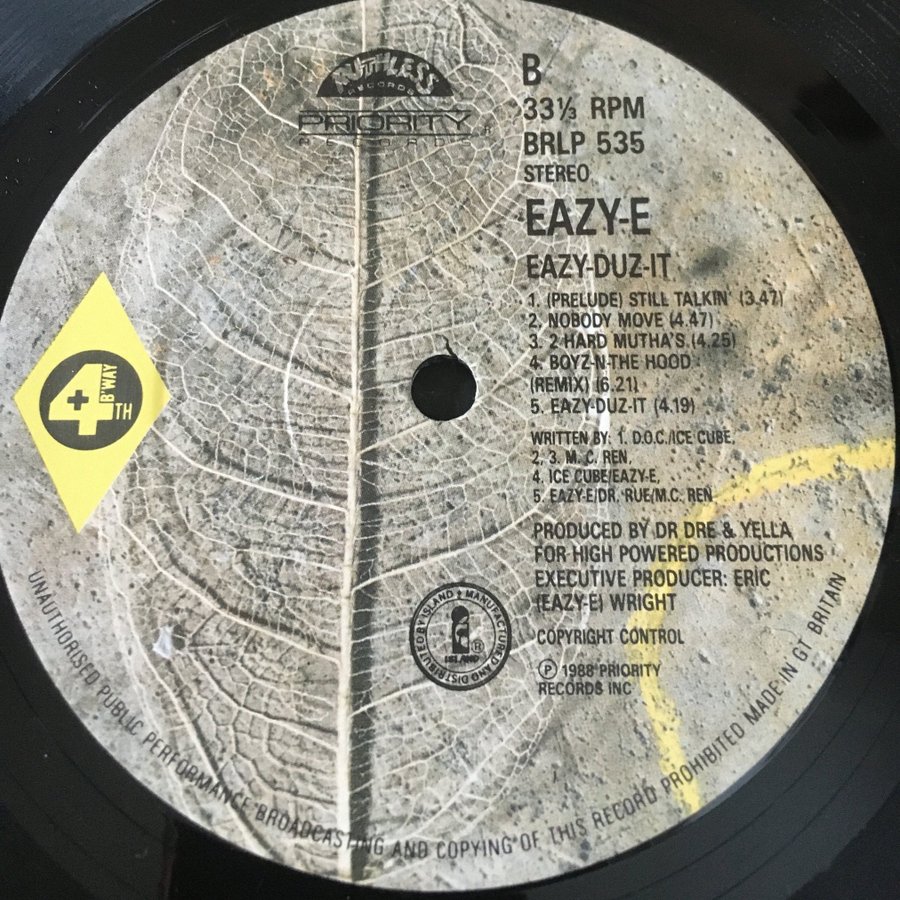 RUTHLESS
RECORDS
PRIORITY
RECORDS
B
33⅓ RPM
BRLP 535
STEREO
EAZY-E
EAZY-DUZ-IT
1. (PRELUDE) STILL TALKIN' (3.47)
2. NOBODY MOVE (4.47)
3. 2 HARD MUTHA'S (4.25)
4. BOYZ-N-THE HOOD
(REMIX) (6.21)
5. EAZY-DUZ-IT (4.19)
WRITTEN BY: 1. D.O.C./ICE CUBE,
2, 3. M. C. REN,
4. ICE CUBE/EAZY-E,
5. EAZY-E/DR. RUE/M.C. REN
PRODUCED BY DR DRE & YELLA
FOR HIGH POWERED PRODUCTIONS
EXECUTIVE PRODUCER: ERIC
(EAZY-E) WRIGHT
COPYRIGHT CONTROL
℗ 1988 PRIORITY
RECORDS INC
4TH
B'WAY
MANUFACTURED AND DISTRIBUTED BY ISLAND
ISLAND ®
UNAUTHORISED PUBLIC PERFORMANCE BROADCASTING AND COPYING OF THIS RECORD PROHIBITED MADE IN GT BRITAIN